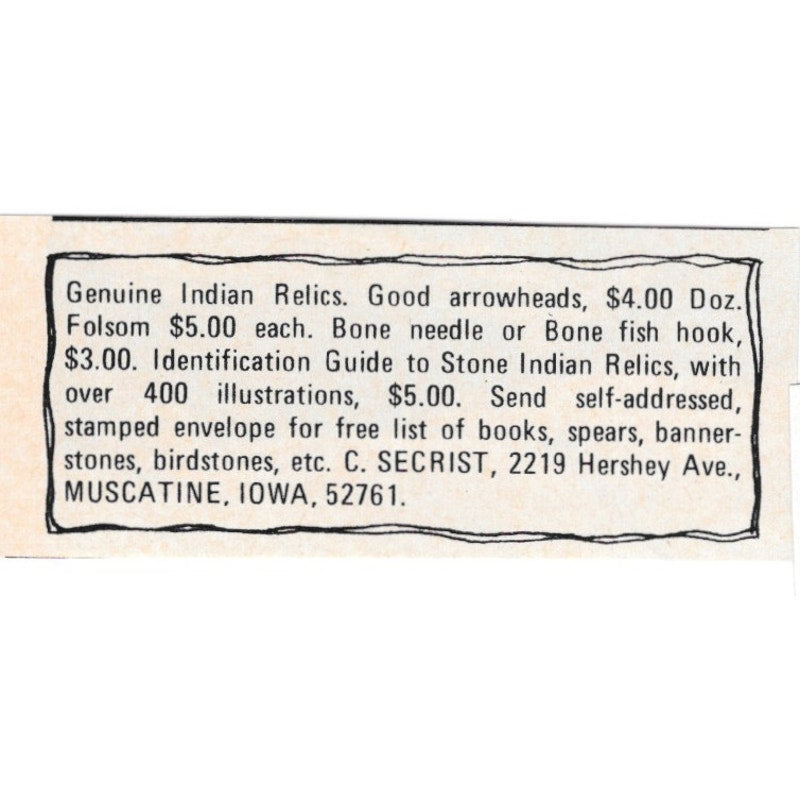 Genuine Indian Relics. Good arrowheads, $4.00 Doz.
Folsom $5.00 each. Bone needle or Bone fish hook,
$3.00. Identification Guide to Stone Indian Relics, with
over 400 illustrations, $5.00. Send self-addressed,
stamped envelope for free list of books, spears, banner-
stones, birdstones, etc. C. SECRIST, 2219 Hershey Ave.,
MUSCATINE, IOWA, 52761.